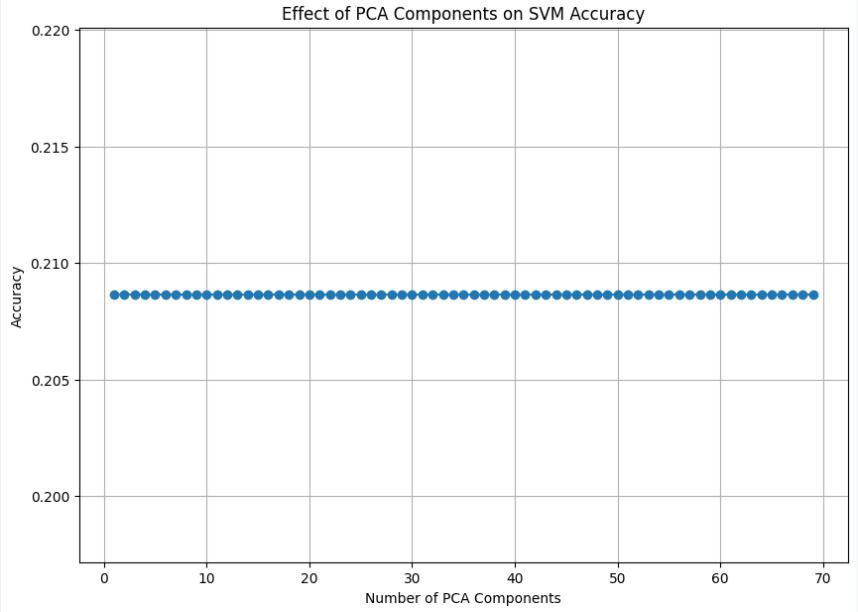 Effect of PCA Components on SVM Accuracy
0.220
0.215
0.210
0.205
0.200
Accuracy
0 10 20 30 40 50 60 70
Number of PCA Components